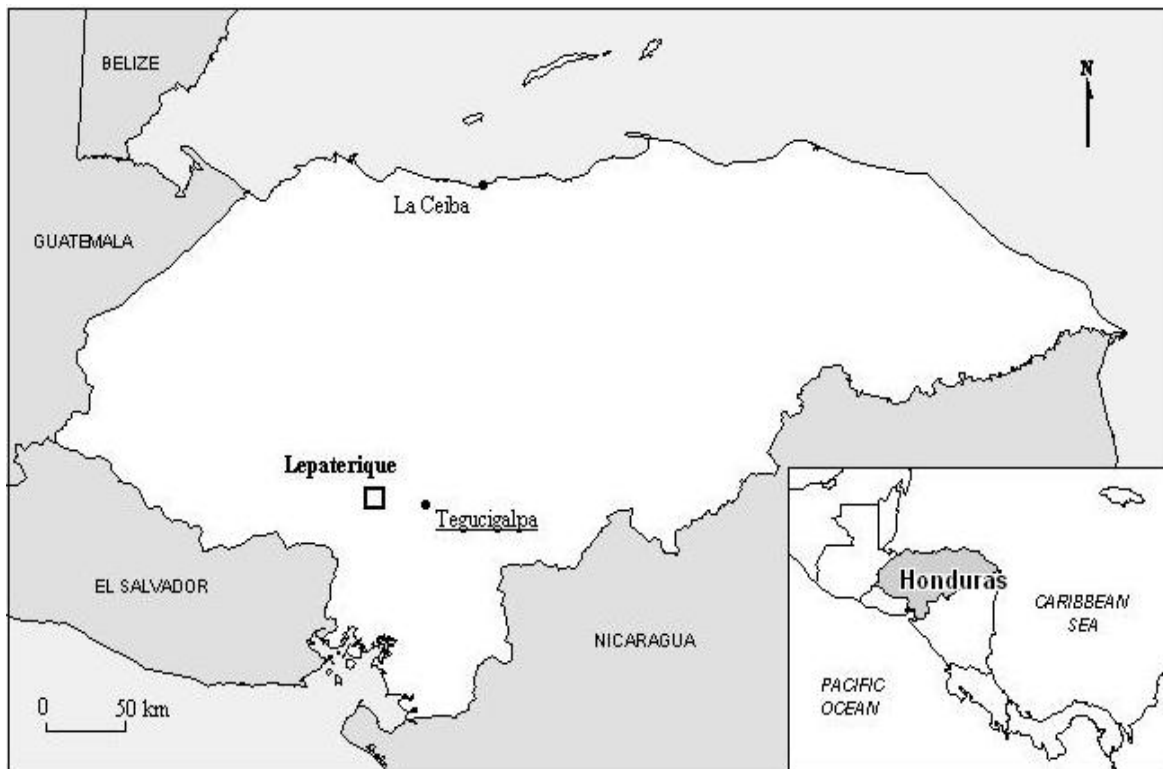 BELIZE
N
La Ceiba
GUATEMALA
Lepaterique
Tegucigalpa
EL SALVADOR
NICARAGUA
0 50 km
Honduras
CARIBBEAN
SEA
PACIFIC
OCEAN